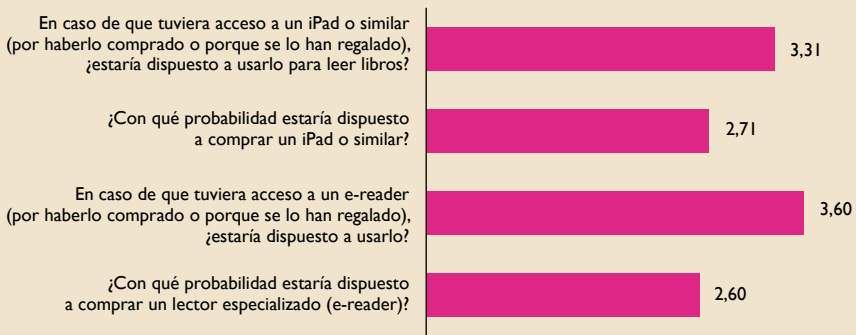 En caso de que tuviera acceso a un iPad o similar
(por haberlo comprado o porque se lo han regalado),
¿estaría dispuesto a usarlo para leer libros?
3,31
¿Con qué probabilidad estaría dispuesto
a comprar un iPad o similar?
2,71
En caso de que tuviera acceso a un e-reader
(por haberlo comprado o porque se lo han regalado),
¿estaría dispuesto a usarlo?
3,60
¿Con qué probabilidad estaría dispuesto
a comprar un lector especializado (e-reader)?
2,60